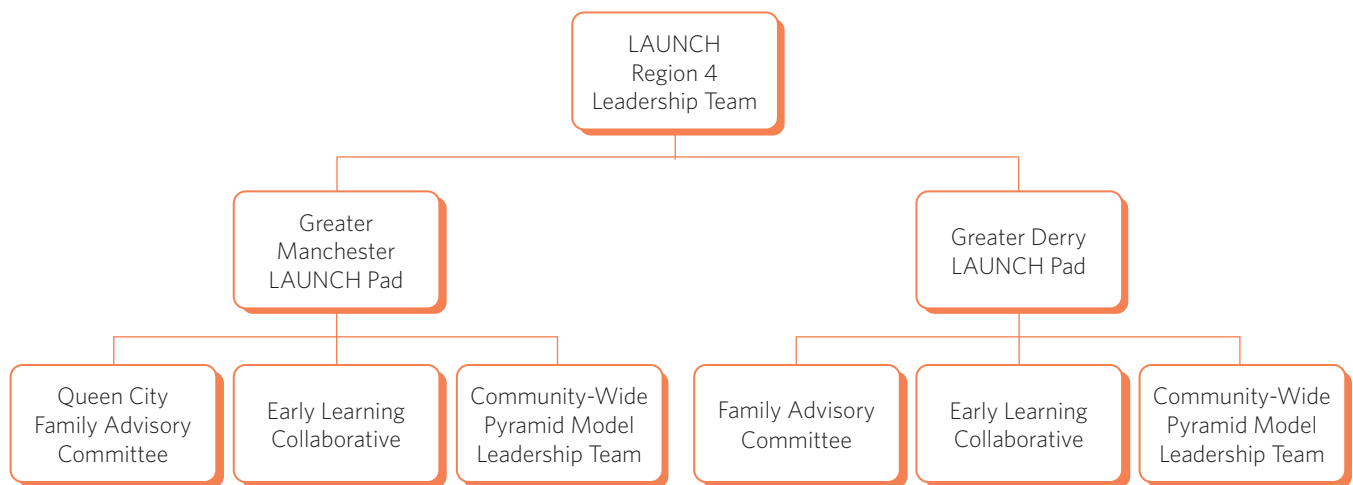 LAUNCH
Region 4
Leadership Team
Greater
Manchester
LAUNCH Pad
Greater Derry
LAUNCH Pad
Queen City
Family Advisory
Committee
Early Learning
Collaborative
Community-Wide
Pyramid Model
Leadership Team
Family Advisory
Committee
Early Learning
Collaborative
Community-Wide
Pyramid Model
Leadership Team